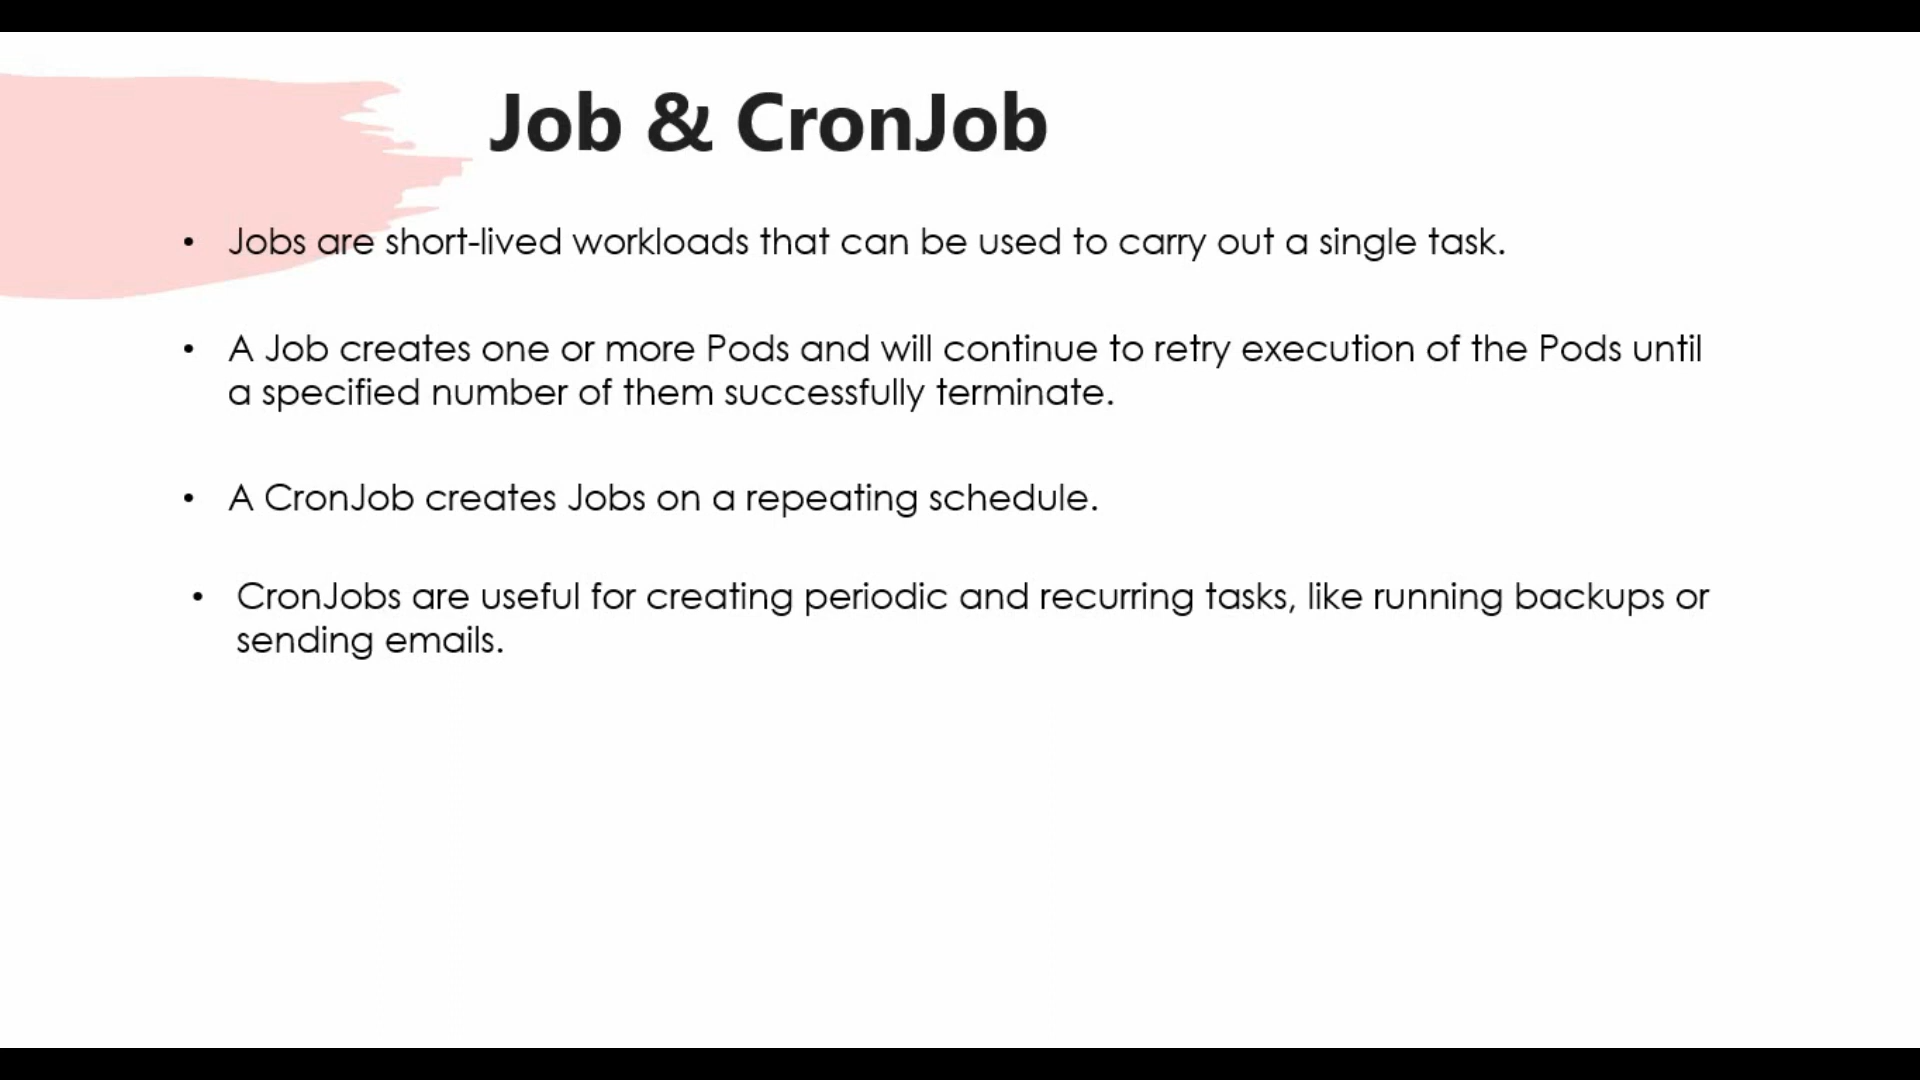 Job & CronJob
• Jobs are short-lived workloads that can be used to carry out a single task.
• A Job creates one or more Pods and will continue to retry execution of the Pods until
a specified number of them successfully terminate.
• A CronJob creates Jobs on a repeating schedule.
• CronJobs are useful for creating periodic and recurring tasks, like running backups or
sending emails.